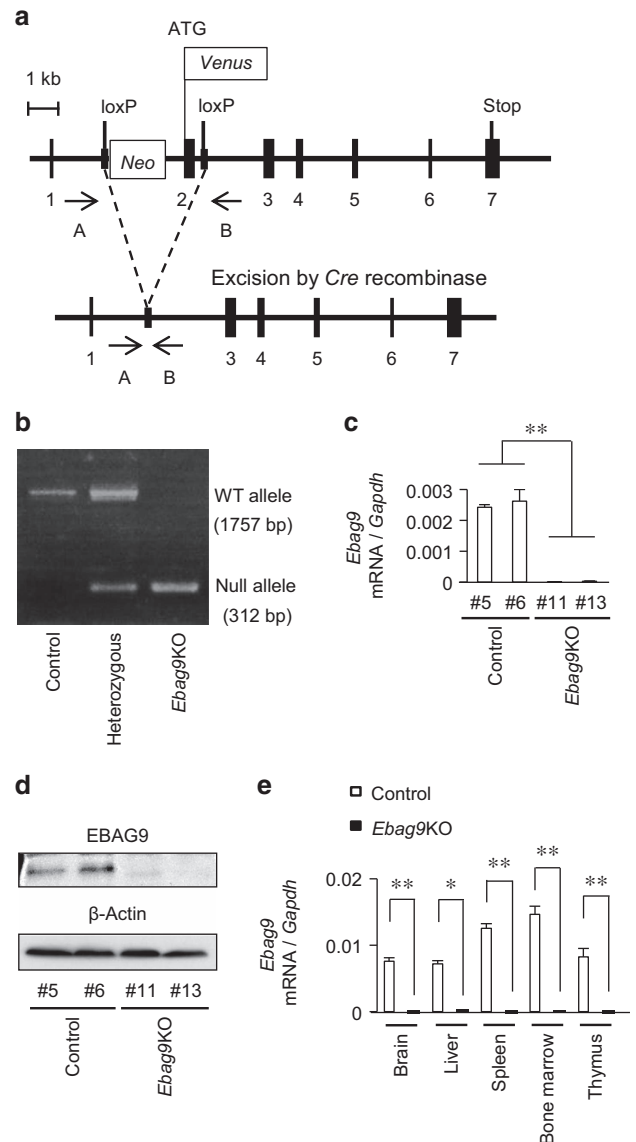 a
ATG
Venus
1 kb
loxP
loxP
Stop
Neo
1 2 3 4 5 6 7
A B
Excision by Cre recombinase
1 3 4 5 6 7
A B
b
WT allele
(1757 bp)
Null allele
(312 bp)
Control
Heterozygous
Ebag9KO
c
**
Ebag9
mRNA / Gapdh
0.003
0.002
0.001
0
#5 #6 #11 #13
Control
Ebag9KO
d
EBAG9
β-Actin
#5 #6 #11 #13
Control
Ebag9KO
e
Control
Ebag9KO
** * ** ** **
Ebag9
mRNA / Gapdh
0.02
0.01
0
Brain
Liver
Spleen
Bone marrow
Thymus